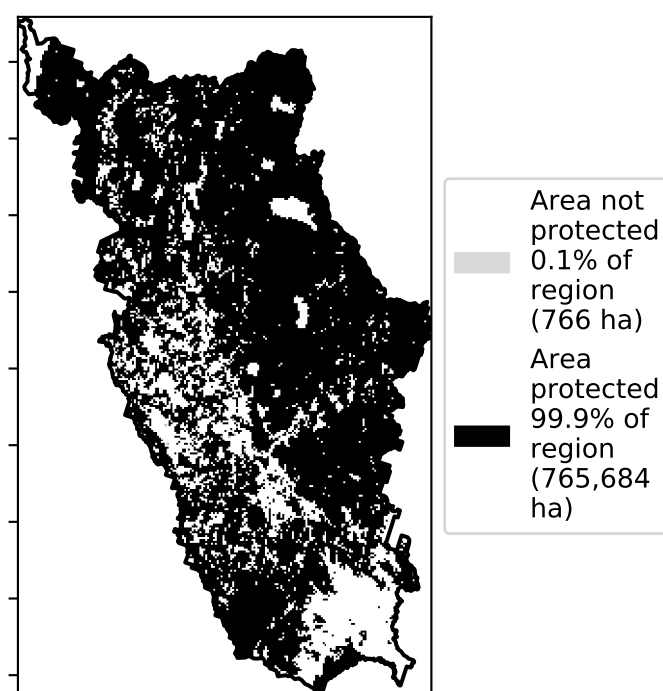 Area not
protected
0.1% of
region
(766 ha)
Area
protected
99.9% of
region
(765,684
ha)